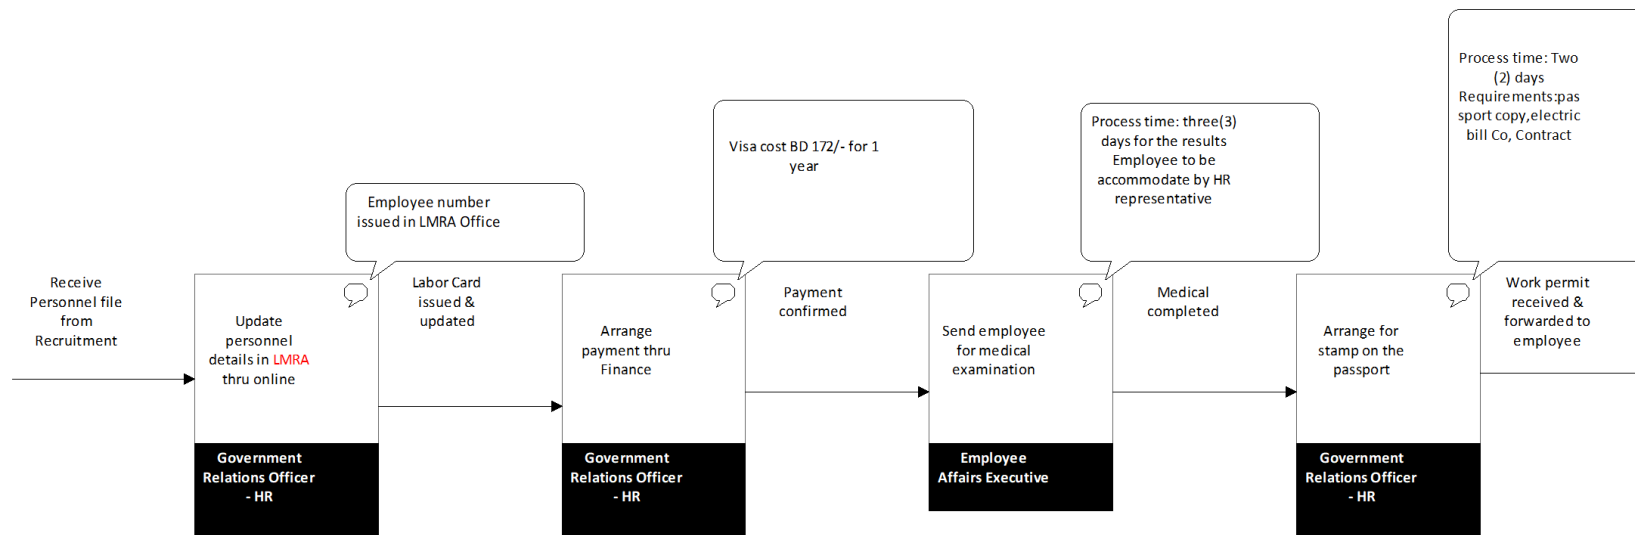 Receive
Personnel file
from
Recruitment
Employee number
issued in LMRA Office
Update
personnel
details in LMRA
thru online
Government
Relations Officer
- HR
Labor Card
issued &
updated
Visa cost BD 172/- for 1
year
Arrange
payment thru
Finance
Government
Relations Officer
- HR
Payment
confirmed
Process time: three(3)
days for the results
Employee to be
accommodate by HR
representative
Send employee
for medical
examination
Employee
Affairs Executive
Medical
completed
Process time: Two
(2) days
Requirements:pas
sport copy,electric
bill Co, Contract
Arrange for
stamp on the
passport
Government
Relations Officer
- HR
Work permit
received &
forwarded to
employee